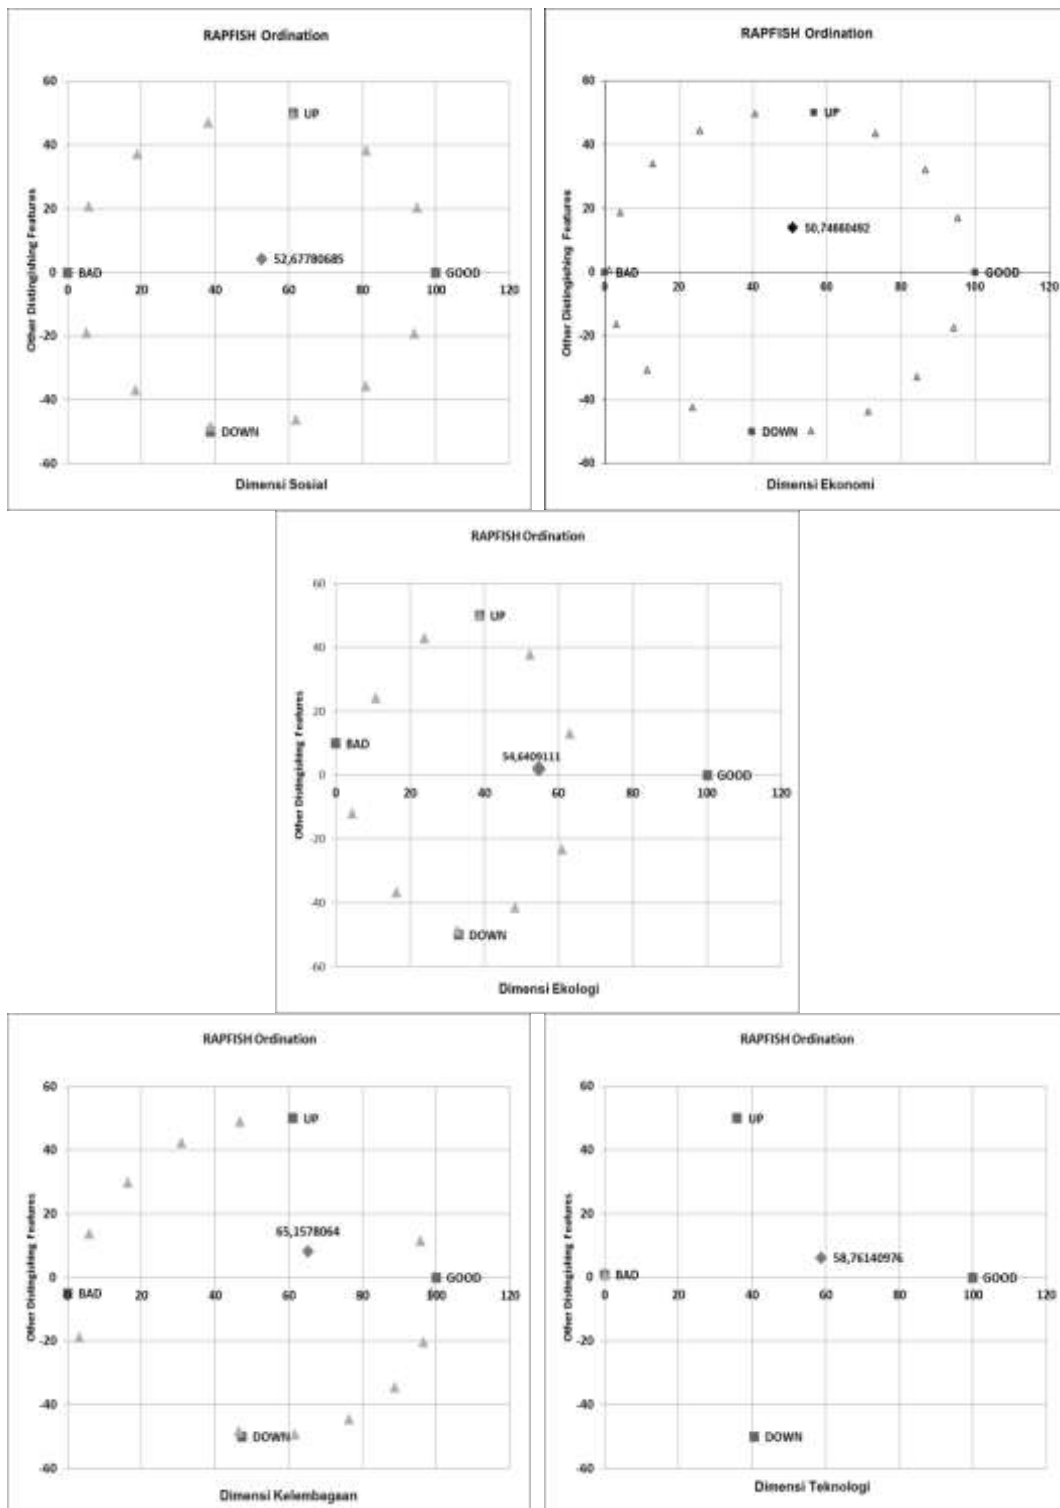 RAPFISH Ordination
Other Distingishing Features
60
40
20
0
-20
-40
-60
0 20 40 60 80 100 120
UP
52,67780685
BAD
GOOD
DOWN
Dimensi Sosial
RAPFISH Ordination
Other Distingishing Features
60
40
20
0
-20
-40
-60
0 20 40 60 80 100 120
UP
50,74660492
BAD
GOOD
DOWN
Dimensi Ekonomi
RAPFISH Ordination
Other Distingishing Features
60
40
20
0
-20
-40
-60
0 20 40 60 80 100 120
UP
BAD
54,6409111
GOOD
DOWN
Dimensi Ekologi
RAPFISH Ordination
Other Distingishing Features
60
40
20
0
-20
-40
-60
0 20 40 60 80 100 120
UP
65,1578064
GOOD
BAD
DOWN
Dimensi Kelembagaan
RAPFISH Ordination
Other Distingishing Features
60
40
20
0
-20
-40
-60
0 20 40 60 80 100 120
UP
58,76140976
BAD
GOOD
DOWN
Dimensi Teknologi